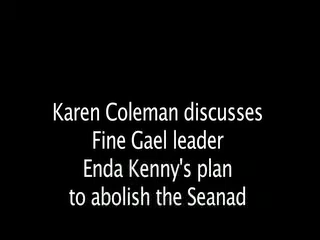 Karen Coleman discusses
Fine Gael leader
Enda Kenny's plan
to abolish the Seanad